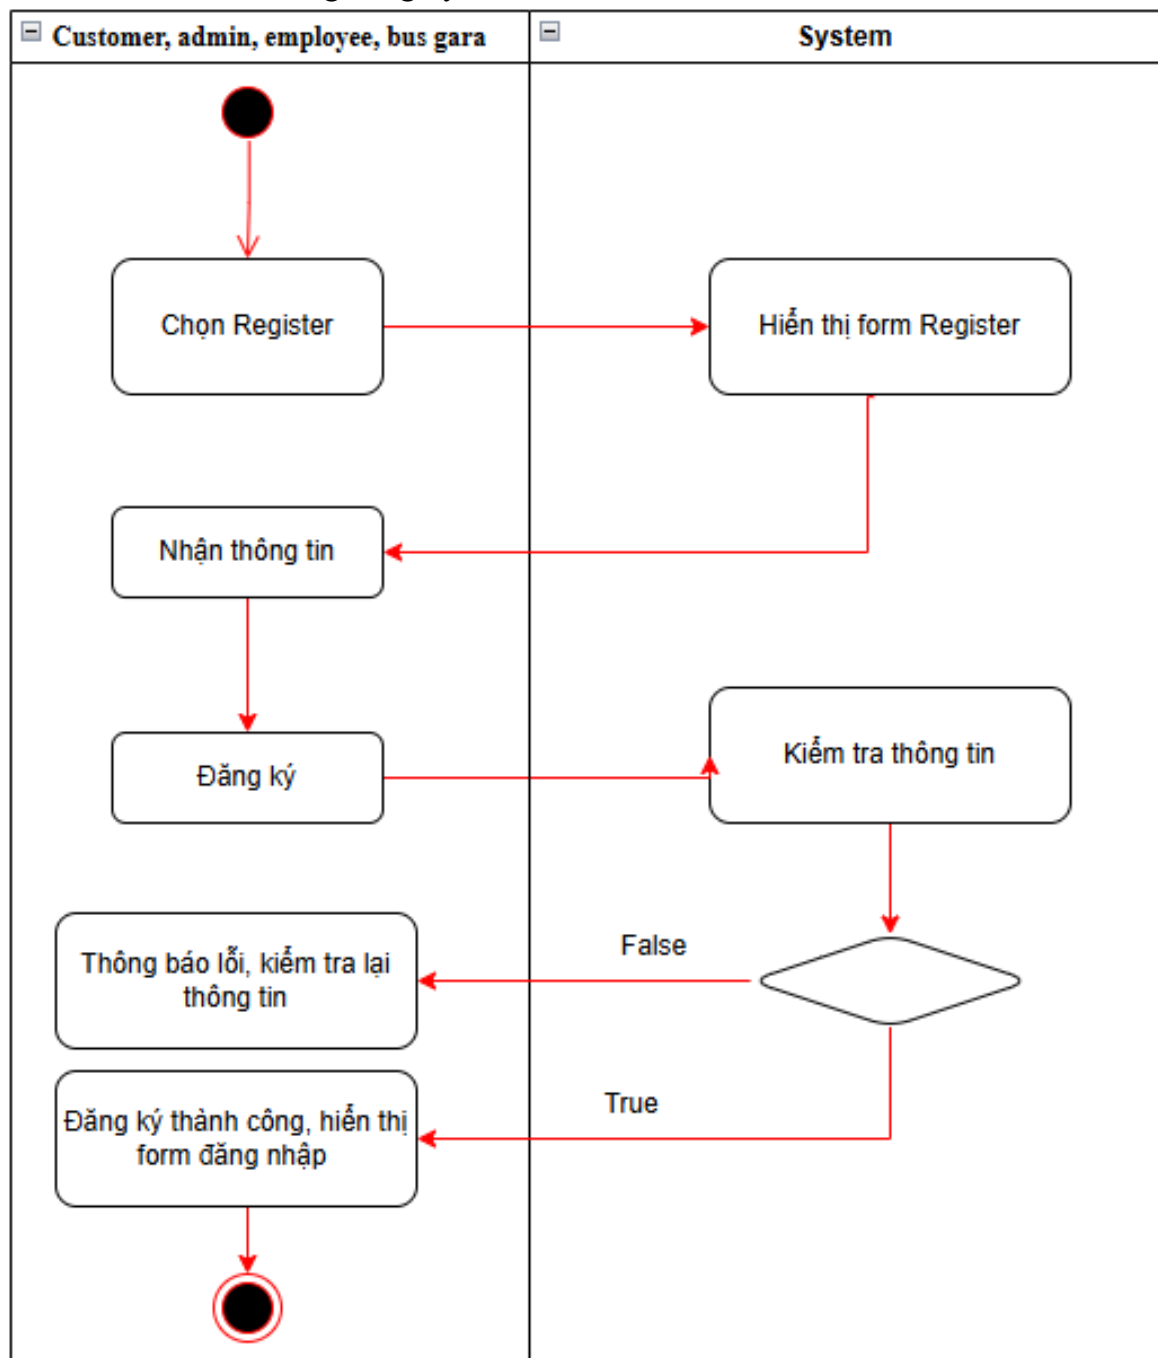 Customer, admin, employee, bus gara
System
Chọn Register
Hiển thị form Register
Nhận thông tin
Đăng ký
Kiểm tra thông tin
False
Thông báo lỗi, kiểm tra lại
thông tin
True
Đăng ký thành công, hiển thị
form đăng nhập